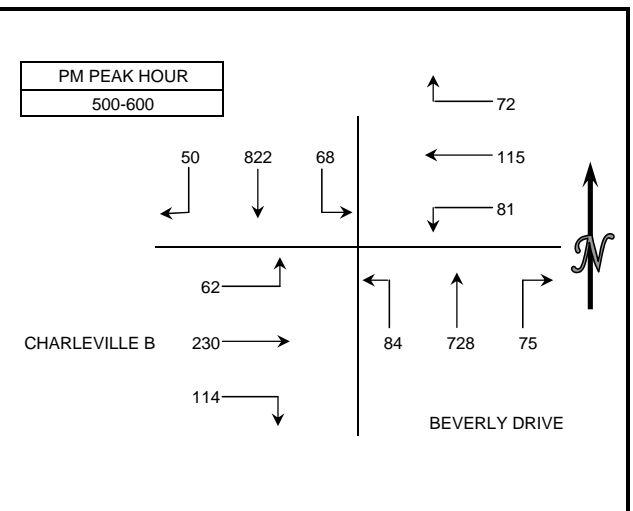 PM PEAK HOUR
500-600
72
50 822 68
115
81
N
62
CHARLEVILLE B 230
84 728 75
114
BEVERLY DRIVE